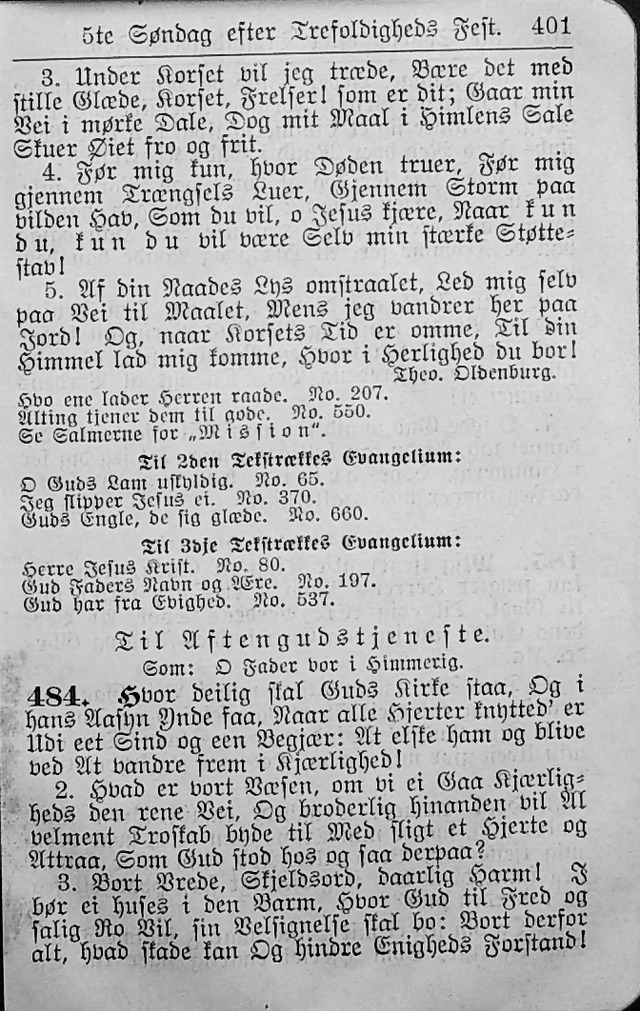 5te Søndag efter Trefoldigheds Fest. 401
3. Under Korset vil jeg træde, Bære det med
stille Glæde, Korset, Frelser! som er dit; Gaar min
Vei i mørke Dale, Dog mit Maal i Himlens Sale
Skuer Øiet fro og frit.
4. Før mig kun, hvor Døden truer, Før mig
gjennem Trængsels Luer, Gjennem Storm paa
vilden Hav, Som du vil, o Jesus kjære, Naar kun
du, kun du vil være Selv min stærke Støtte-
stav!
5. Af din Naades Lys omstraalet, Led mig selv
paa Vei til Maalet, Mens jeg vandrer her paa
Jord! Og, naar Korsets Tid er omme, Til din
Himmel lad mig komme, Hvor i Herlighed du bor!
Theo. Oldenburg.
Hvo ene lader Herren raade. No. 207.
Alting tjener dem til gode. No. 550.
Se Salmerne for „Mission“.
Til 2den Tekstrækkes Evangelium:
O Guds Lam uskyldig. No. 65.
Jeg slipper Jesus ei. No. 370.
Guds Engle, de sig glæde. No. 660.
Til 3dje Tekstrækkes Evangelium:
Herre Jesus Krist. No. 80.
Gud Faders Navn og Ære. No. 197.
Gud har fra Evighed. No. 537.
Til Aftengudstjeneste.
Som: O Fader vor i Himmerig.
484. Hvor deilig skal Guds Kirke staa, Og i
hans Aasyn Ynde faa, Naar alle Hjerter knytted' er
Udi eet Sind og een Begjær: At elske ham og blive
ved At vandre frem i Kjærlighed!
2. Hvad er vort Væsen, om vi ei Gaa Kjærlig-
heds den rene Vei, Og broderlig hinanden vil Al
velment Troskab byde til Med sligt et Hjerte og
Attraa, Som Gud stod hos og saa derpaa?
3. Bort Vrede, Skjeldsord, daarlig Harm! I
bør ei huses i den Barm, Hvor Gud til Fred og
salig Ro Vil, sin Velsignelse skal bo: Bort derfor
alt, hvad skade kan Og hindre Enigheds Forstand!